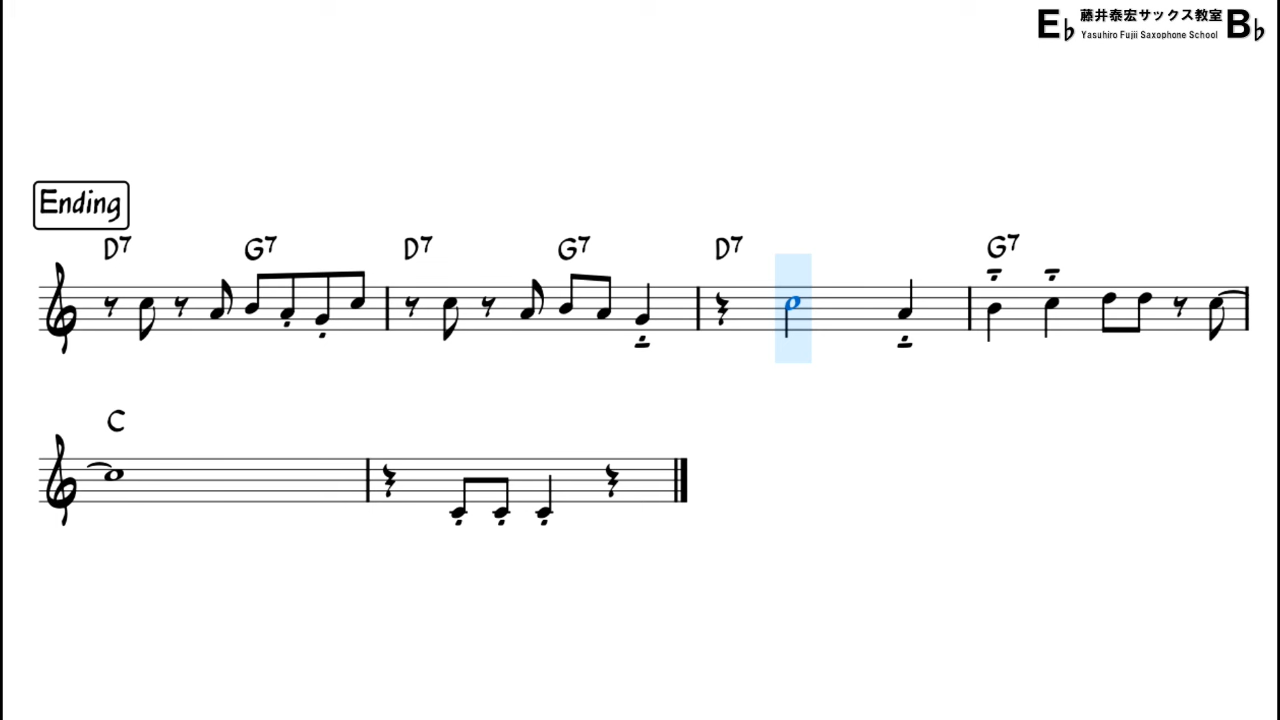 E♭ 藤井泰宏サックス教室 B♭
Yasuhiro Fujii Saxophone School
Ending
D7 G7 D7 G7 D7 G7
C